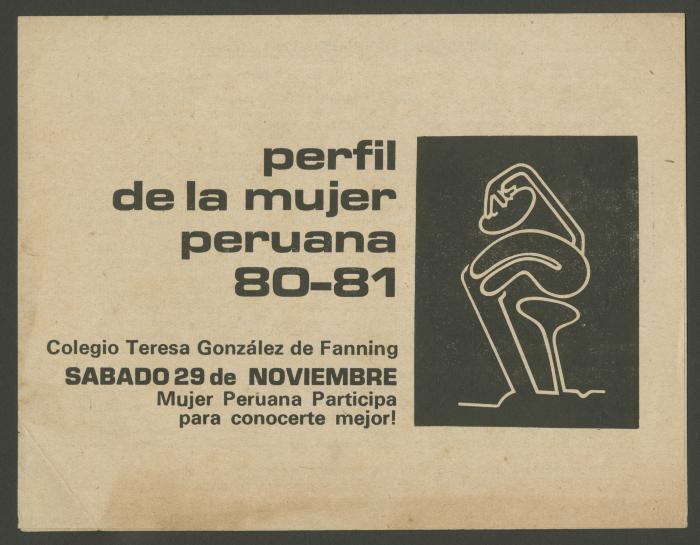 perfil
de la mujer
peruana
80-81
Colegio Teresa González de Fanning
SABADO 29 de NOVIEMBRE
Mujer Peruana Participa
para conocerte mejor!